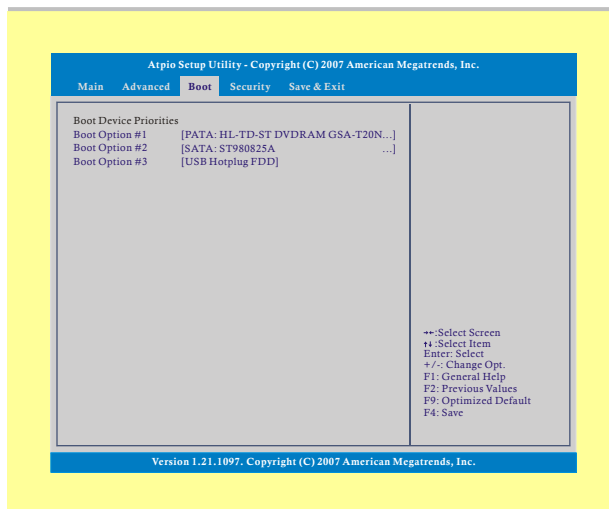 Atpio Setup Utility - Copyright (C) 2007 American Megatrends, Inc.
Main Advanced Boot Security Save & Exit
Boot Device Priorities
Boot Option #1 [PATA: HL-TD-ST DVDRAM GSA-T20N...]
Boot Option #2 [SATA: ST980825A ...]
Boot Option #3 [USB Hotplug FDD]
→←:Select Screen
↑↓:Select Item
Enter: Select
+/-: Change Opt.
F1: General Help
F2: Previous Values
F9: Optimized Default
F4: Save
Version 1.21.1097. Copyright (C) 2007 American Megatrends, Inc.